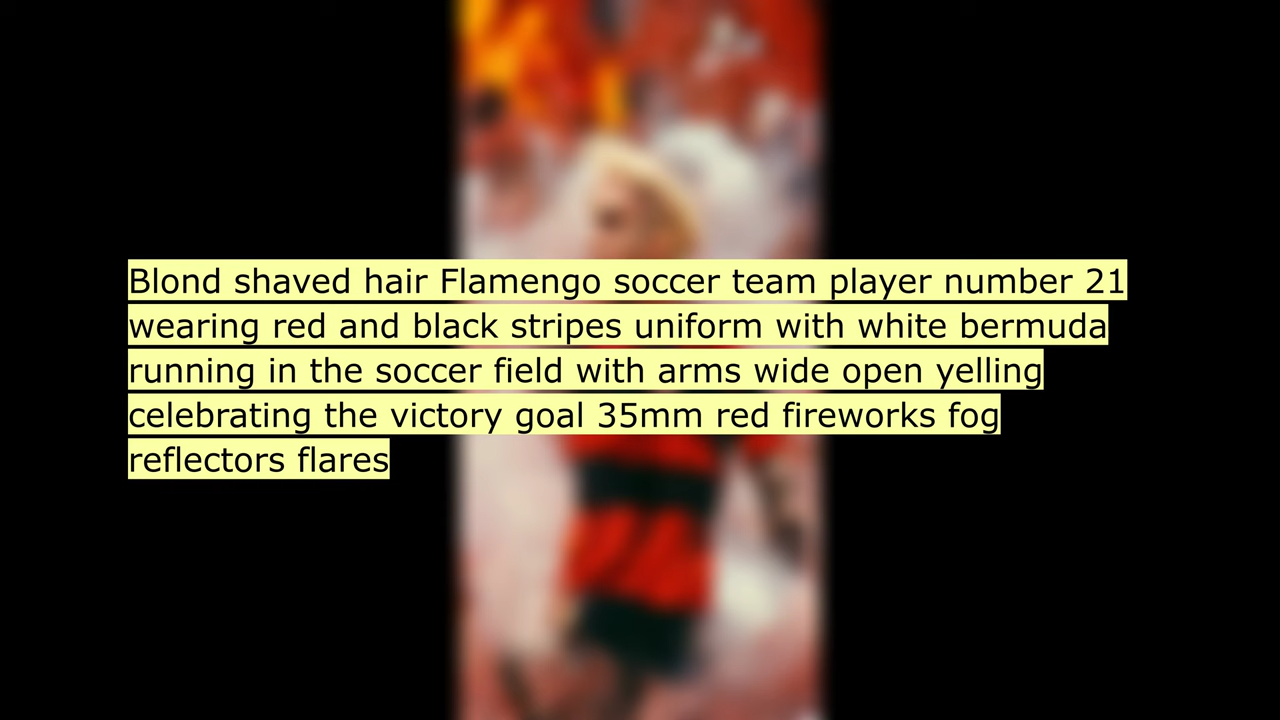 Blond shaved hair Flamengo soccer team player number 21
wearing red and black stripes uniform with white bermuda
running in the soccer field with arms wide open yelling
celebrating the victory goal 35mm red fireworks fog
reflectors flares